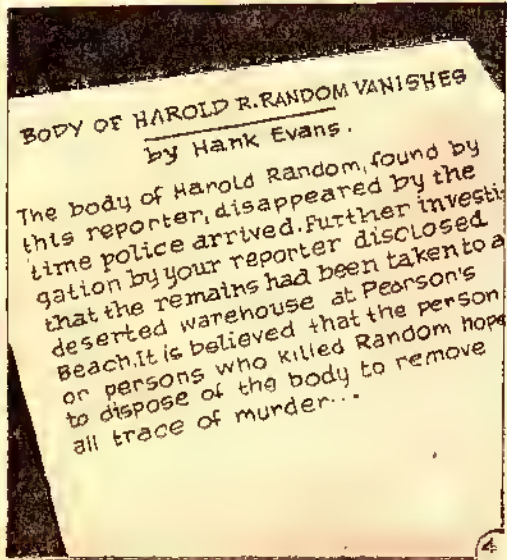 BODY OF HAROLD R. RANDOM VANISHES
by Hank Evans.
The body of Harold Random, found by
this reporter, disappeared by the
time police arrived. Further investi-
gation by your reporter disclosed
that the remains had been taken to a
deserted warehouse at Pearson's
Beach. It is believed that the person
or persons who killed Random hope
to dispose of the body to remove
all trace of murder...
4